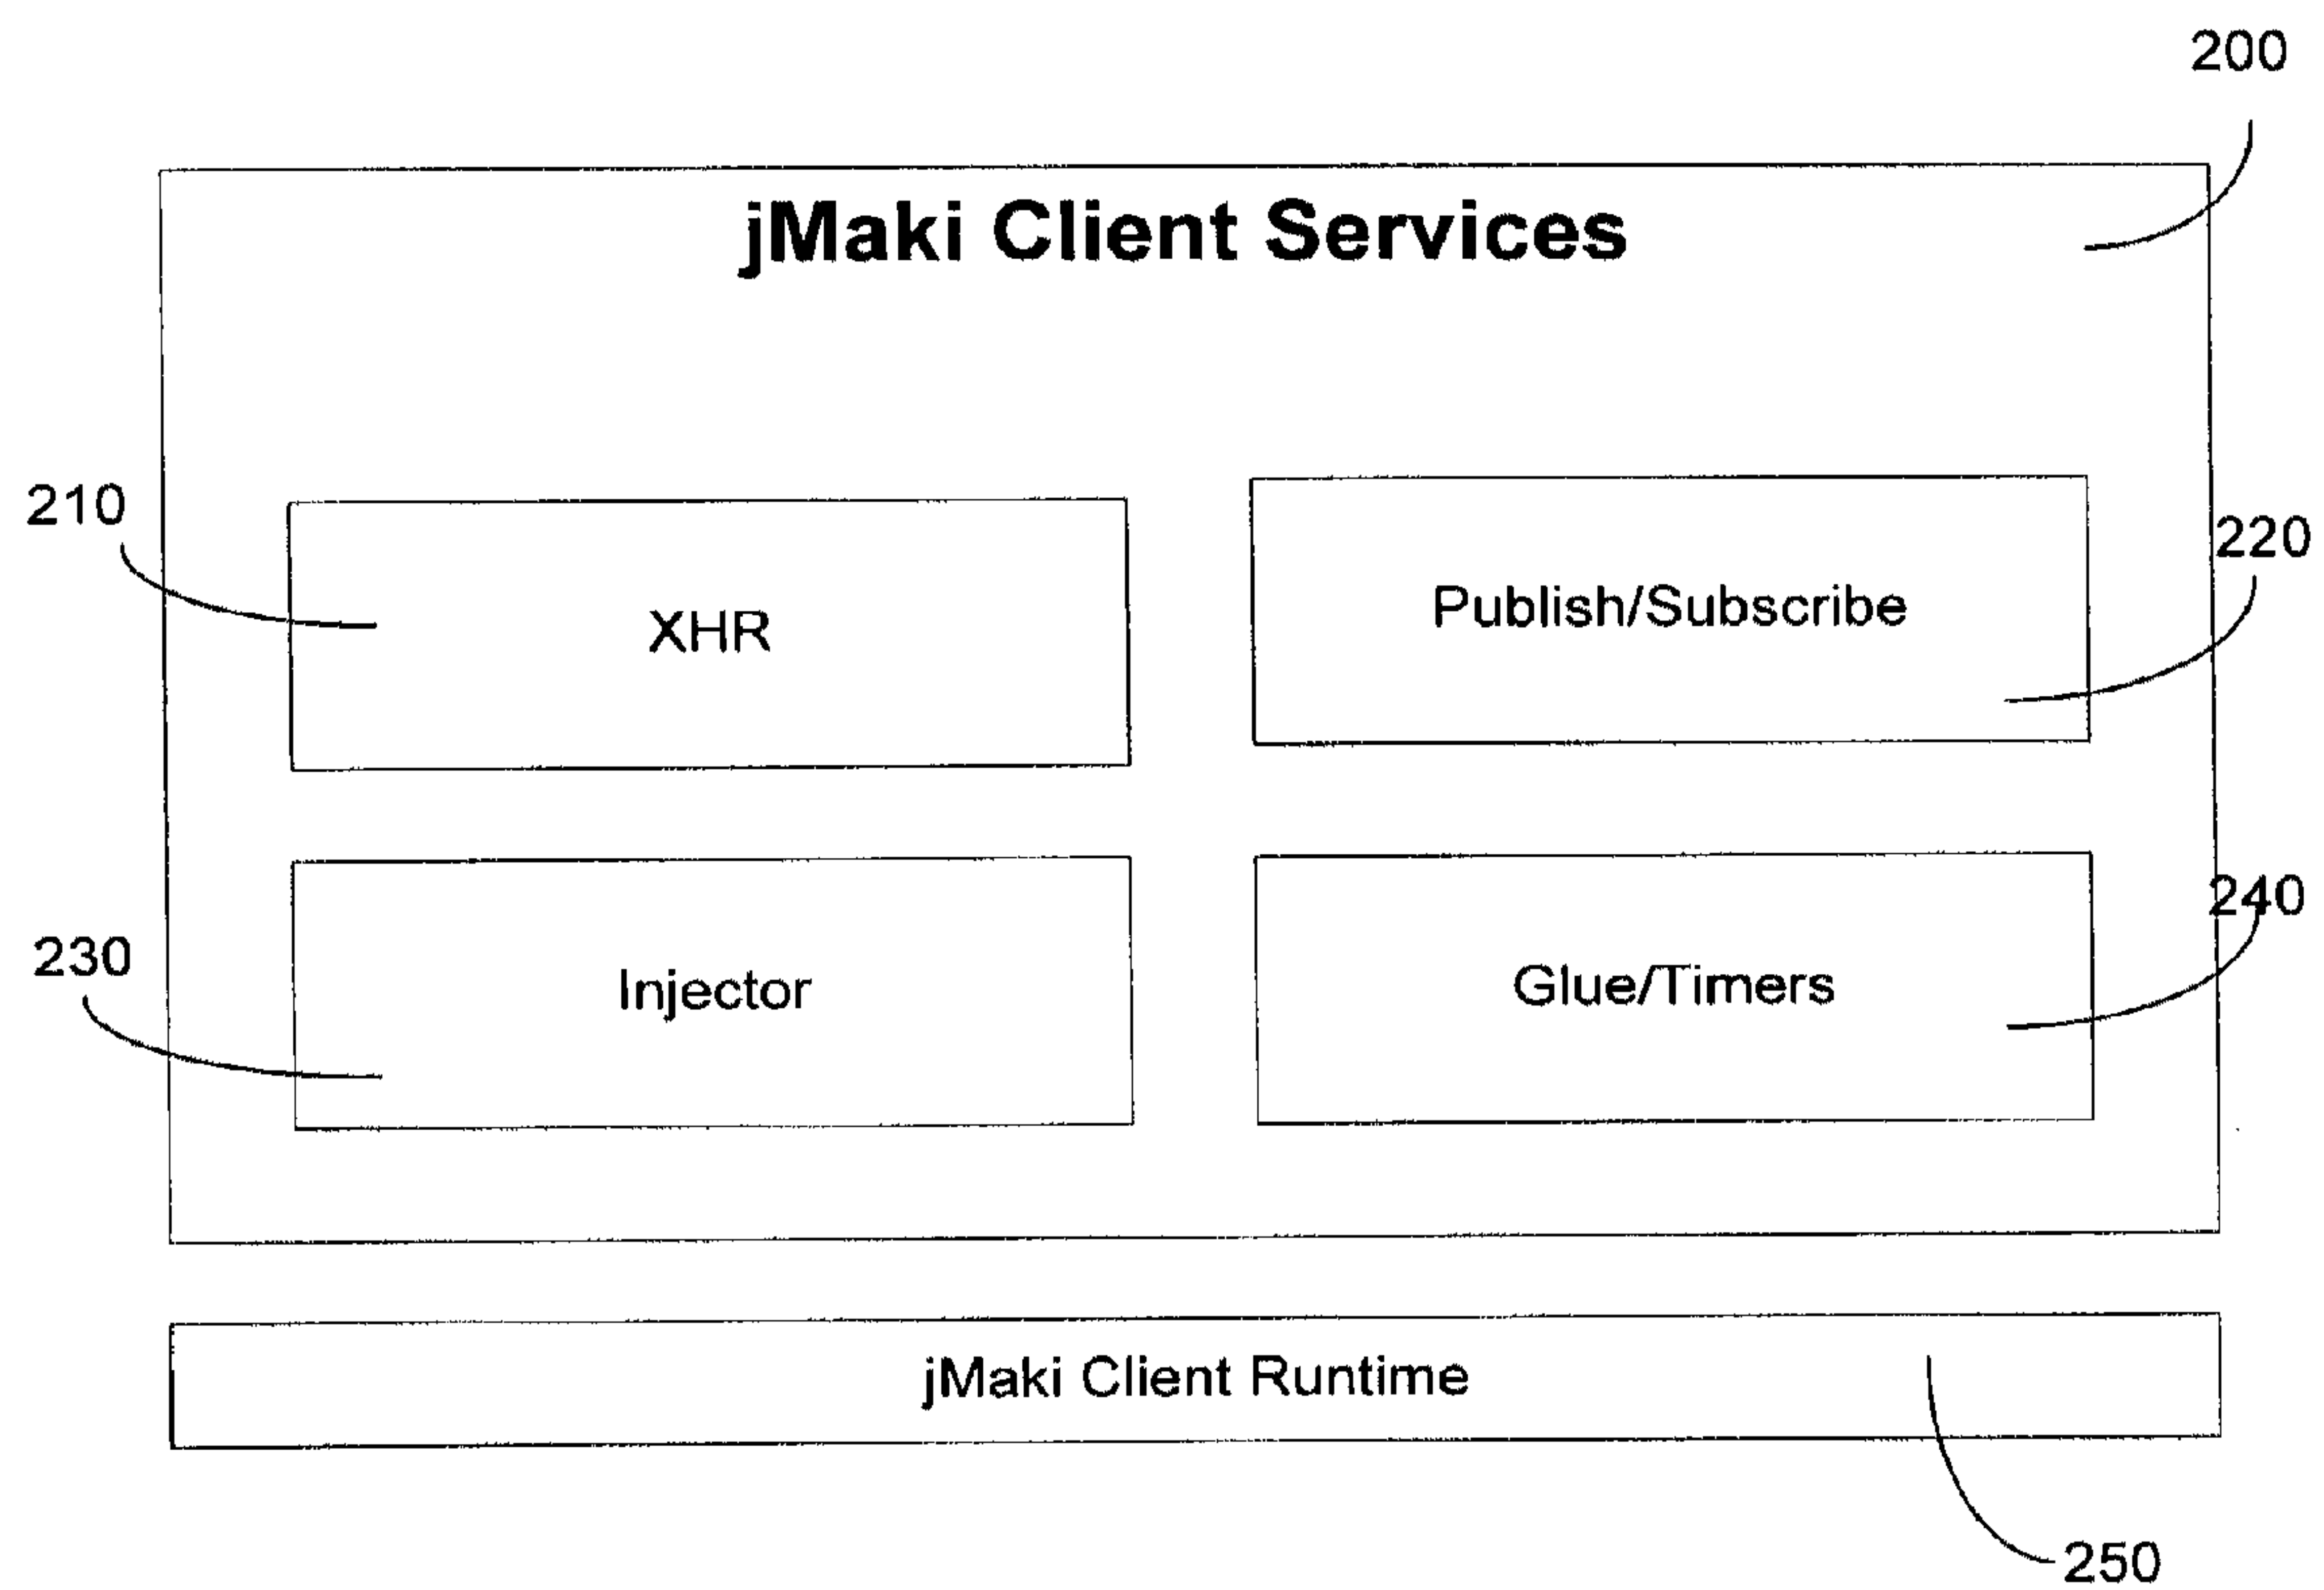 200
jMaki Client Services
210
220
XHR
Publish/Subscribe
230
240
Injector
Glue/Timers
jMaki Client Runtime
250